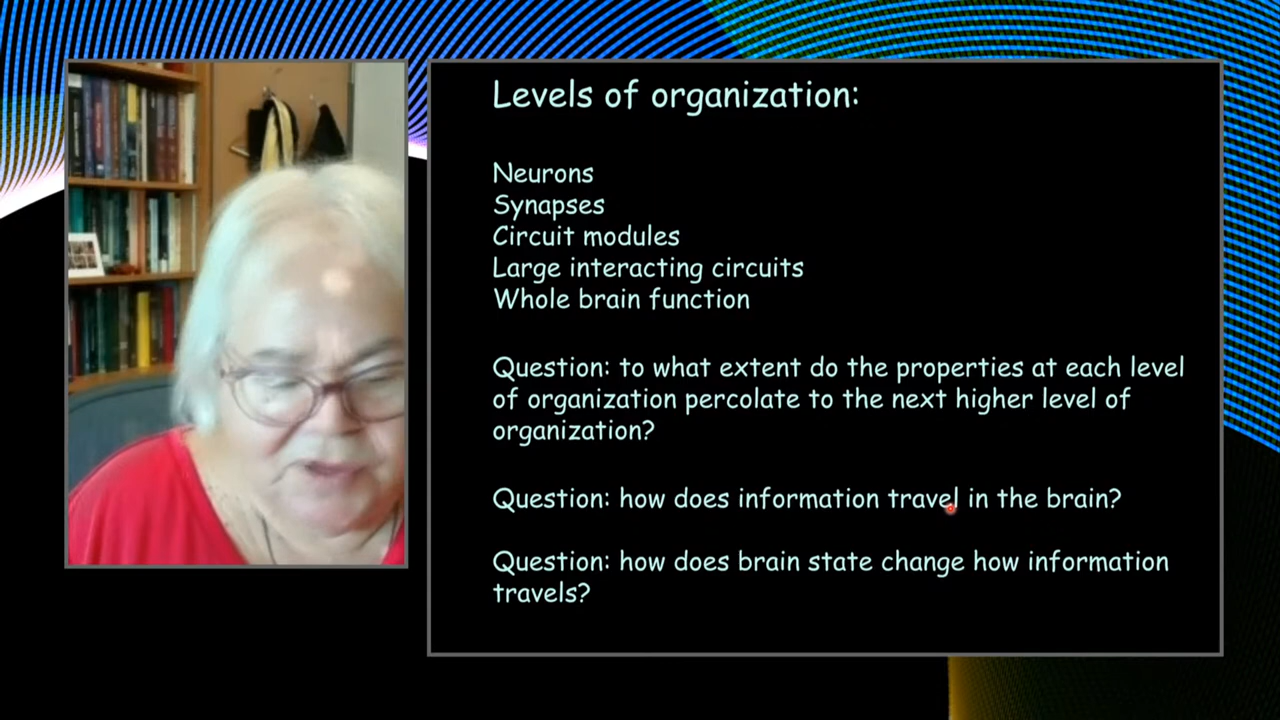 Levels of organization:
Neurons
Synapses
Circuit modules
Large interacting circuits
Whole brain function
Question: to what extent do the properties at each level
of organization percolate to the next higher level of
organization?
Question: how does information travel in the brain?
Question: how does brain state change how information
travels?